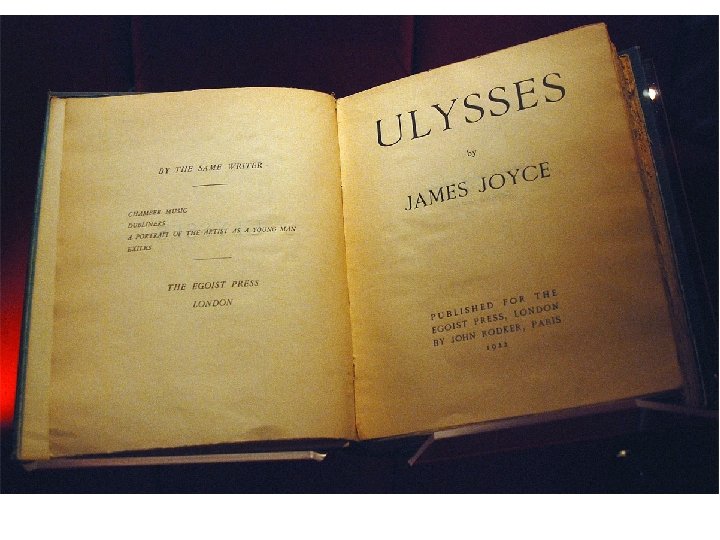 BY THE SAME WRITER
CHAMBER MUSIC
DUBLINERS
A PORTRAIT OF THE ARTIST AS A YOUNG MAN
EXILES
THE EGOIST PRESS
LONDON
ULYSSES
by
JAMES JOYCE
PUBLISHED FOR THE
EGOIST PRESS, LONDON
BY JOHN RODKER, PARIS
1922